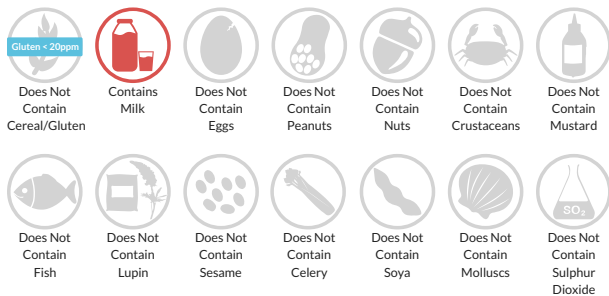 Gluten < 20ppm
Does Not
Contain
Cereal/Gluten
Contains
Milk
Does Not
Contain
Eggs
Does Not
Contain
Peanuts
Does Not
Contain
Nuts
Does Not
Contain
Crustaceans
Does Not
Contain
Mustard
Does Not
Contain
Fish
Does Not
Contain
Lupin
Does Not
Contain
Sesame
Does Not
Contain
Celery
Does Not
Contain
Soya
Does Not
Contain
Molluscs
SO₂
Does Not
Contain
Sulphur
Dioxide